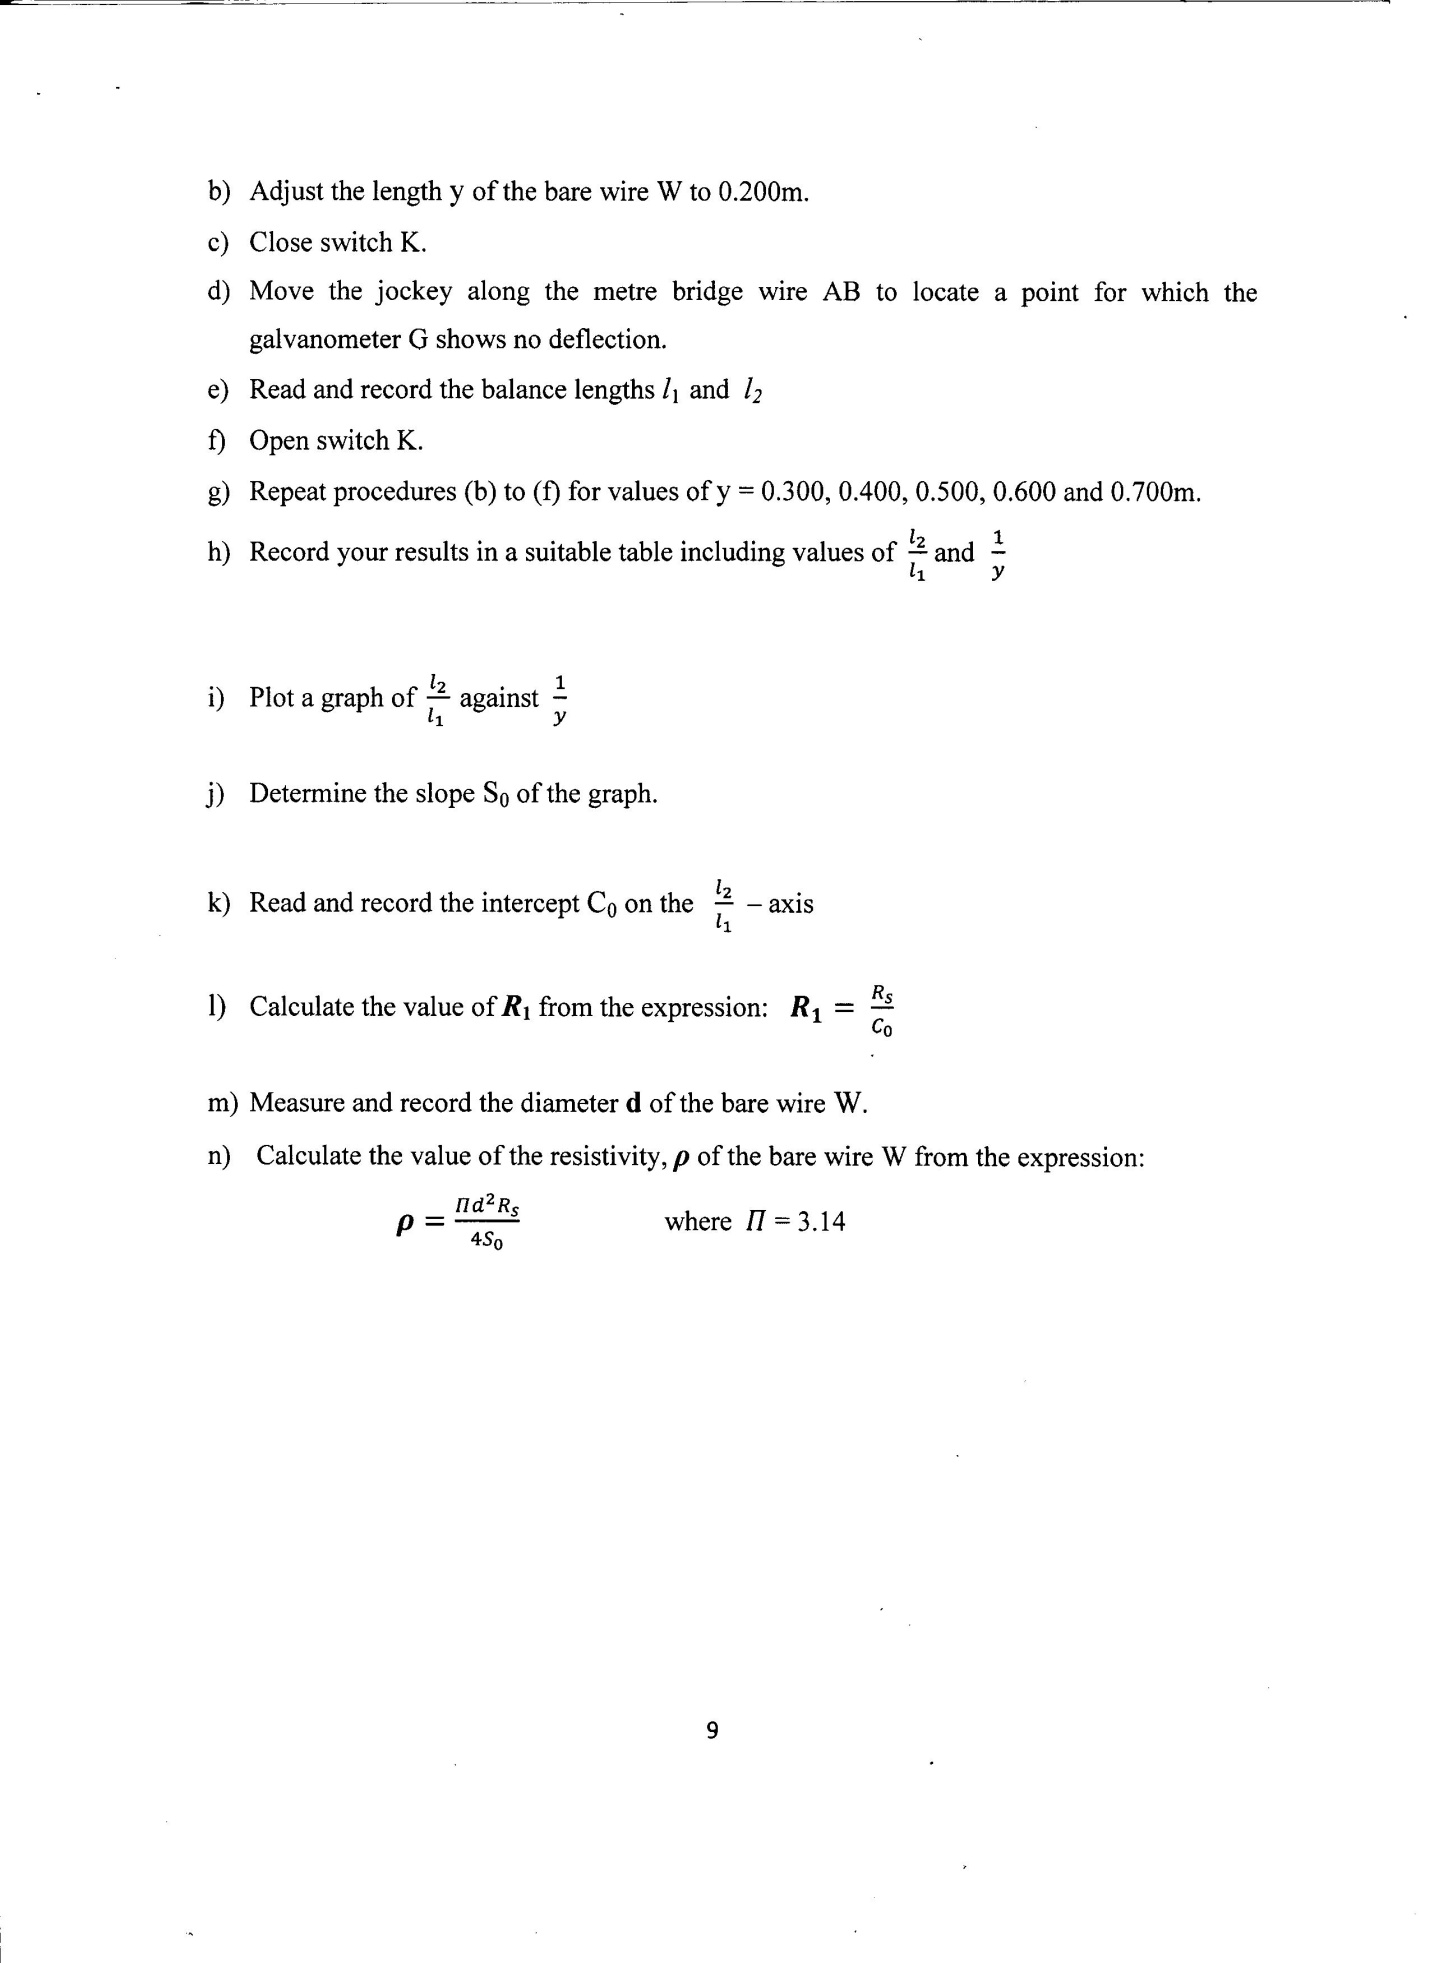 b) Adjust the length y of the bare wire W to 0.200m.
c) Close switch K.
d) Move the jockey along the metre bridge wire AB to locate a point for which the
galvanometer G shows no deflection.
e) Read and record the balance lengths l₁ and l₂
f) Open switch K.
g) Repeat procedures (b) to (f) for values of y = 0.300, 0.400, 0.500, 0.600 and 0.700m.
h) Record your results in a suitable table including values of l₂/l₁ and 1/y
i) Plot a graph of l₂/l₁ against 1/y
j) Determine the slope S₀ of the graph.
k) Read and record the intercept C₀ on the l₂/l₁ – axis
l) Calculate the value of R₁ from the expression: R₁ = Rₛ/C₀
m) Measure and record the diameter d of the bare wire W.
n) Calculate the value of the resistivity, ρ of the bare wire W from the expression:
ρ = Πd²Rₛ/4S₀ where Π = 3.14
9